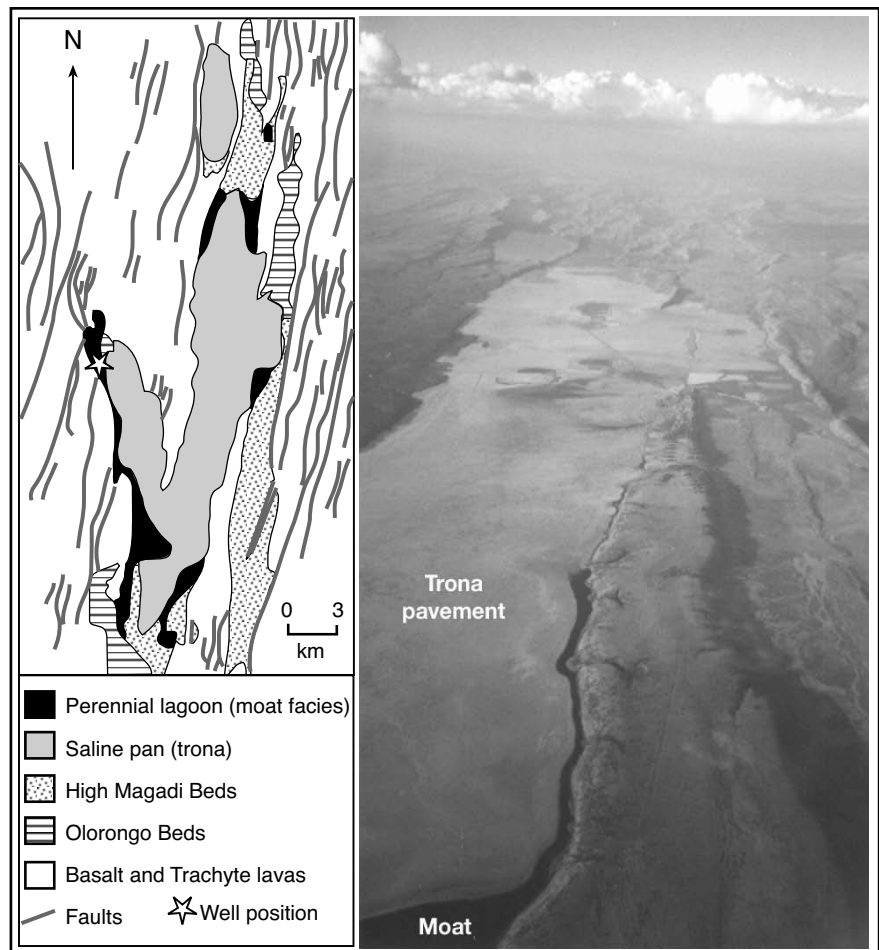 N
0 3
km
Perennial lagoon (moat facies)
Saline pan (trona)
High Magadi Beds
Olorongo Beds
Basalt and Trachyte lavas
Faults
Well position
Trona
pavement
Moat